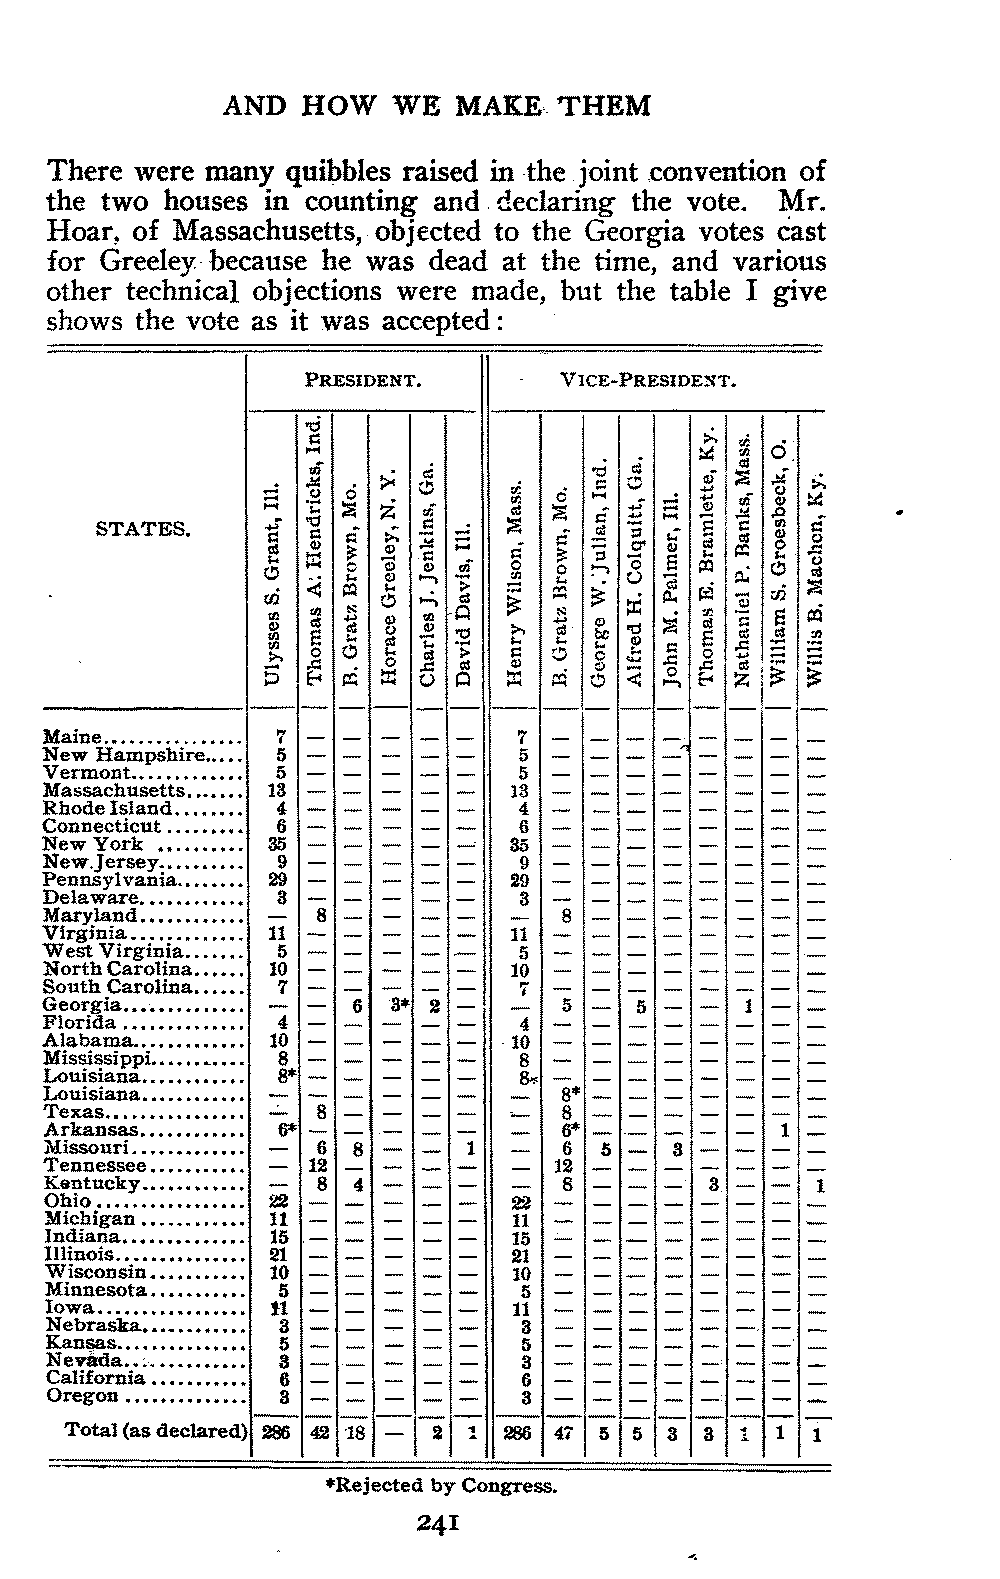 AND HOW WE MAKE THEM
There were many quibbles raised in the joint convention of
the two houses in counting and declaring the vote. Mr.
Hoar, of Massachusetts, objected to the Georgia votes cast
for Greeley because he was dead at the time, and various
other technical objections were made, but the table I give
shows the vote as it was accepted:
STATES. PRESIDENT. VICE-PRESIDENT.
Ulysses S. Grant, Ill.
Thomas A. Hendricks, Ind.
B. Gratz Brown, Mo.
Horace Greeley, N. Y.
Charles J. Jenkins, Ga.
David Davis, Ill.
Henry Wilson, Mass.
B. Gratz Brown, Mo.
George W. Julian, Ind.
Alfred H. Colquitt, Ga.
John M. Palmer, Ill.
Thomas E. Bramlette, Ky.
Nathaniel P. Banks, Mass.
William S. Groesbeck, O.
Willis B. Machen, Ky.
Maine............... 7 — — — — — 7 — — — — — — — —
New Hampshire..... 5 — — — — — 5 — — — — — — — —
Vermont............. 5 — — — — — 5 — — — — — — — —
Massachusetts....... 13 — — — — — 13 — — — — — — — —
Rhode Island........ 4 — — — — — 4 — — — — — — — —
Connecticut ......... 6 — — — — — 6 — — — — — — — —
New York .......... 35 — — — — — 35 — — — — — — — —
New Jersey.......... 9 — — — — — 9 — — — — — — — —
Pennsylvania........ 29 — — — — — 29 — — — — — — — —
Delaware............ 3 — — — — — 3 — — — — — — — —
Maryland............ — 8 — — — — — 8 — — — — — — —
Virginia............. 11 — — — — — 11 — — — — — — — —
West Virginia....... 5 — — — — — 5 — — — — — — — —
North Carolina...... 10 — — — — — 10 — — — — — — — —
South Carolina...... 7 — — — — — 7 — — — — — — — —
Georgia.............. — — 6 3* 2 — — 5 — 5 — — 1 — —
Florida .............. 4 — — — — — 4 — — — — — — — —
Alabama............. 10 — — — — — 10 — — — — — — — —
Mississippi........... 8 — — — — — 8 — — — — — — — —
Louisiana............ 8* — — — — — 8* — — — — — — — —
Louisiana............ — — — — — — — 8* — — — — — — —
Texas................ — 8 — — — — — 8 — — — — — — —
Arkansas............ 6* — — — — — — 6* — — — — — 1 —
Missouri............. — 6 8 — — 1 — 6 5 — 3 — — — —
Tennessee........... — 12 — — — — — 12 — — — — — — —
Kentucky............ — 8 4 — — — — 8 — — — 3 — — 1
Ohio................. 22 — — — — — 22 — — — — — — — —
Michigan ............ 11 — — — — — 11 — — — — — — — —
Indiana.............. 15 — — — — — 15 — — — — — — — —
Illinois............... 21 — — — — — 21 — — — — — — — —
Wisconsin........... 10 — — — — — 10 — — — — — — — —
Minnesota........... 5 — — — — — 5 — — — — — — — —
Iowa................. 11 — — — — — 11 — — — — — — — —
Nebraska............ 3 — — — — — 3 — — — — — — — —
Kansas............... 5 — — — — — 5 — — — — — — — —
Nevada.............. 3 — — — — — 3 — — — — — — — —
California ........... 6 — — — — — 6 — — — — — — — —
Oregon .............. 3 — — — — — 3 — — — — — — — —
Total (as declared) 286 42 18 — 2 1 286 47 5 5 3 3 1 1 1
*Rejected by Congress.
241